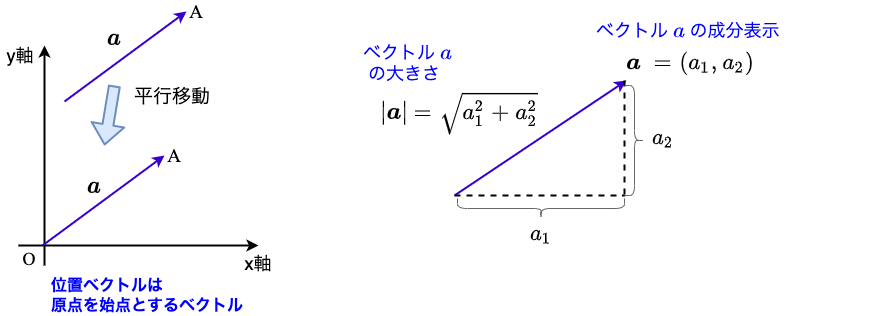 A
a
y軸
平行移動
A
a
O
x軸
位置ベクトルは
原点を始点とするベクトル
ベクトル a の成分表示
a = (a₁, a₂)
ベクトル a
の大きさ
|a| = √(a₁² + a₂²)
a₂
a₁